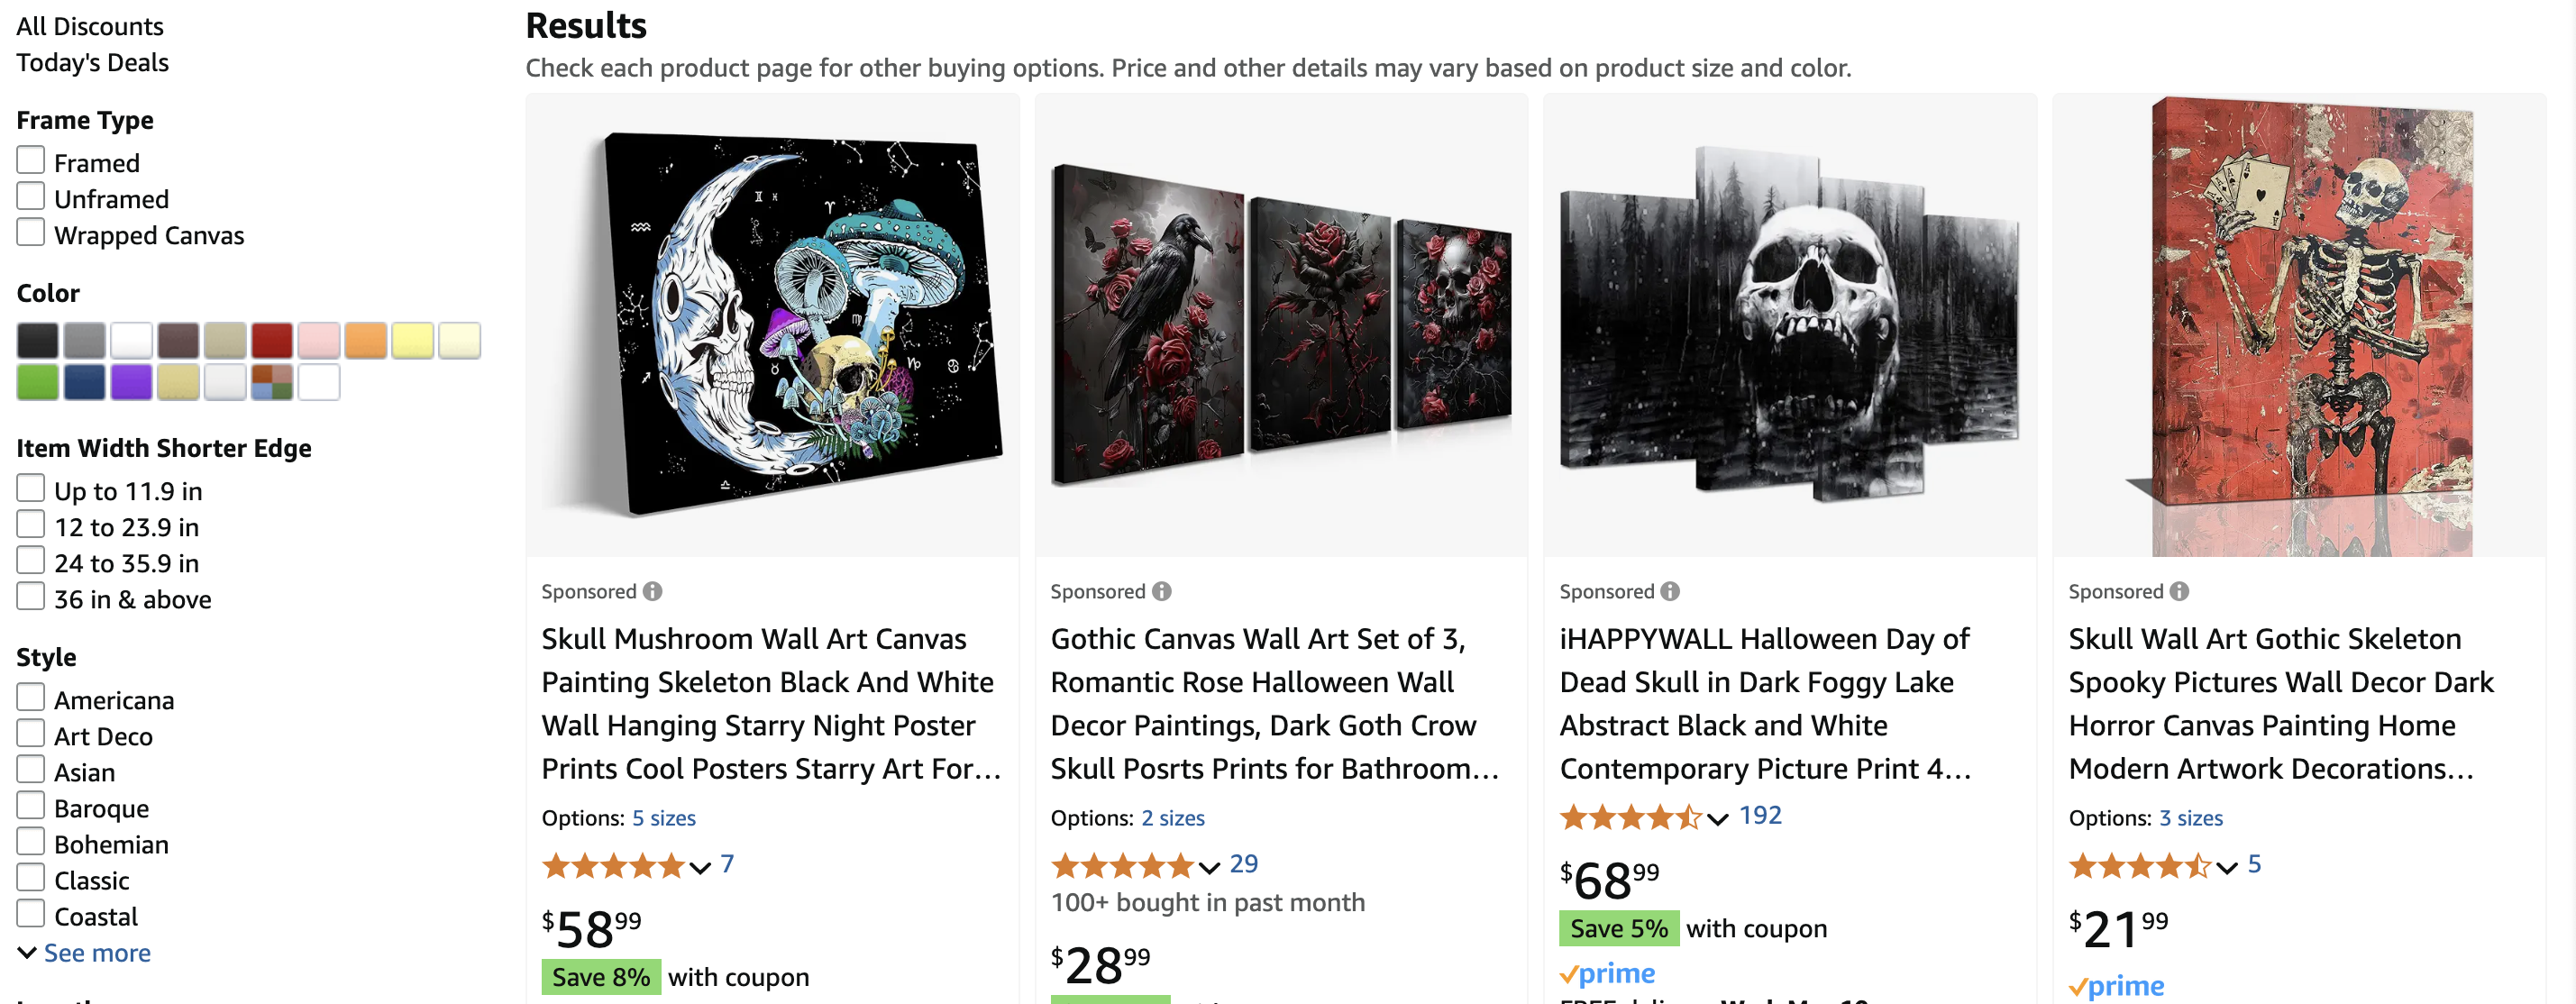 All Discounts
Today's Deals
Frame Type
Framed
Unframed
Wrapped Canvas
Color
Item Width Shorter Edge
Up to 11.9 in
12 to 23.9 in
24 to 35.9 in
36 in & above
Style
Americana
Art Deco
Asian
Baroque
Bohemian
Classic
Coastal
See more
Results
Check each product page for other buying options. Price and other details may vary based on product size and color.
Sponsored
Skull Mushroom Wall Art Canvas
Painting Skeleton Black And White
Wall Hanging Starry Night Poster
Prints Cool Posters Starry Art For…
Options: 5 sizes
7
$58 99
Save 8% with coupon
Sponsored
Gothic Canvas Wall Art Set of 3,
Romantic Rose Halloween Wall
Decor Paintings, Dark Goth Crow
Skull Posrts Prints for Bathroom…
Options: 2 sizes
29
100+ bought in past month
$28 99
Sponsored
iHAPPYWALL Halloween Day of
Dead Skull in Dark Foggy Lake
Abstract Black and White
Contemporary Picture Print 4…
192
$68 99
Save 5% with coupon
prime
Sponsored
Skull Wall Art Gothic Skeleton
Spooky Pictures Wall Decor Dark
Horror Canvas Painting Home
Modern Artwork Decorations…
Options: 3 sizes
5
$21 99
prime